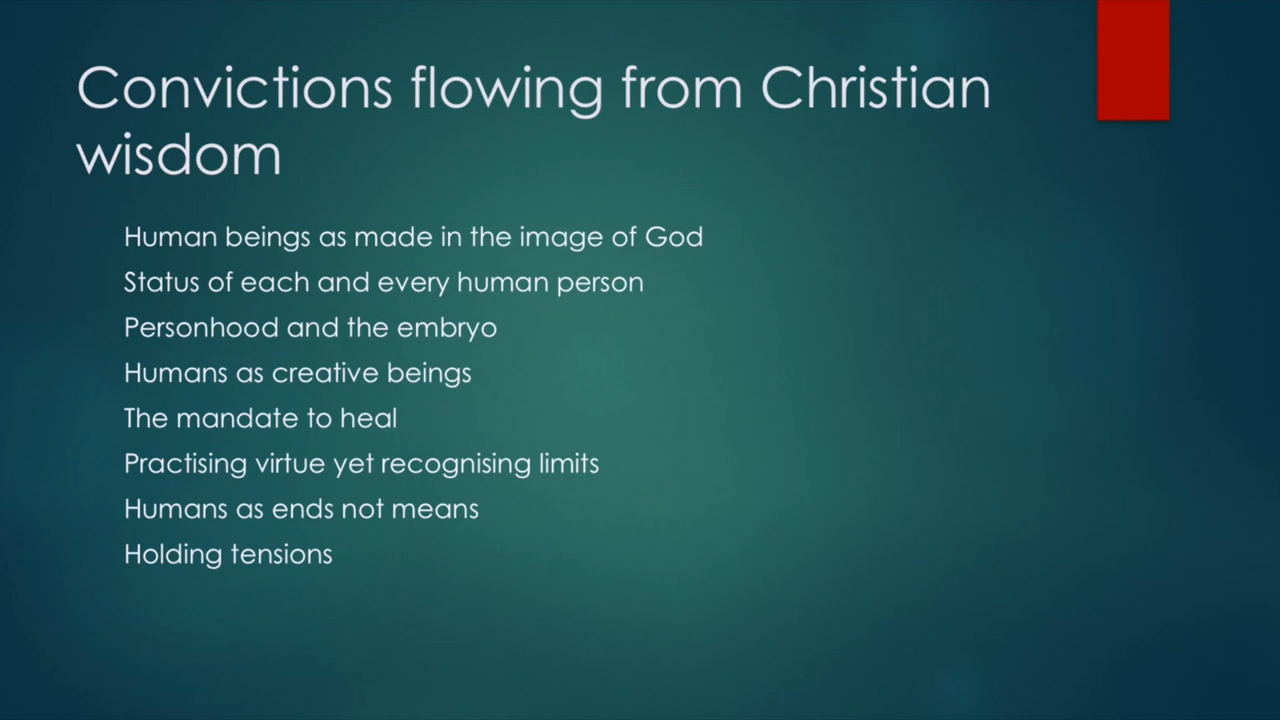 Convictions flowing from Christian
wisdom
Human beings as made in the image of God
Status of each and every human person
Personhood and the embryo
Humans as creative beings
The mandate to heal
Practising virtue yet recognising limits
Humans as ends not means
Holding tensions